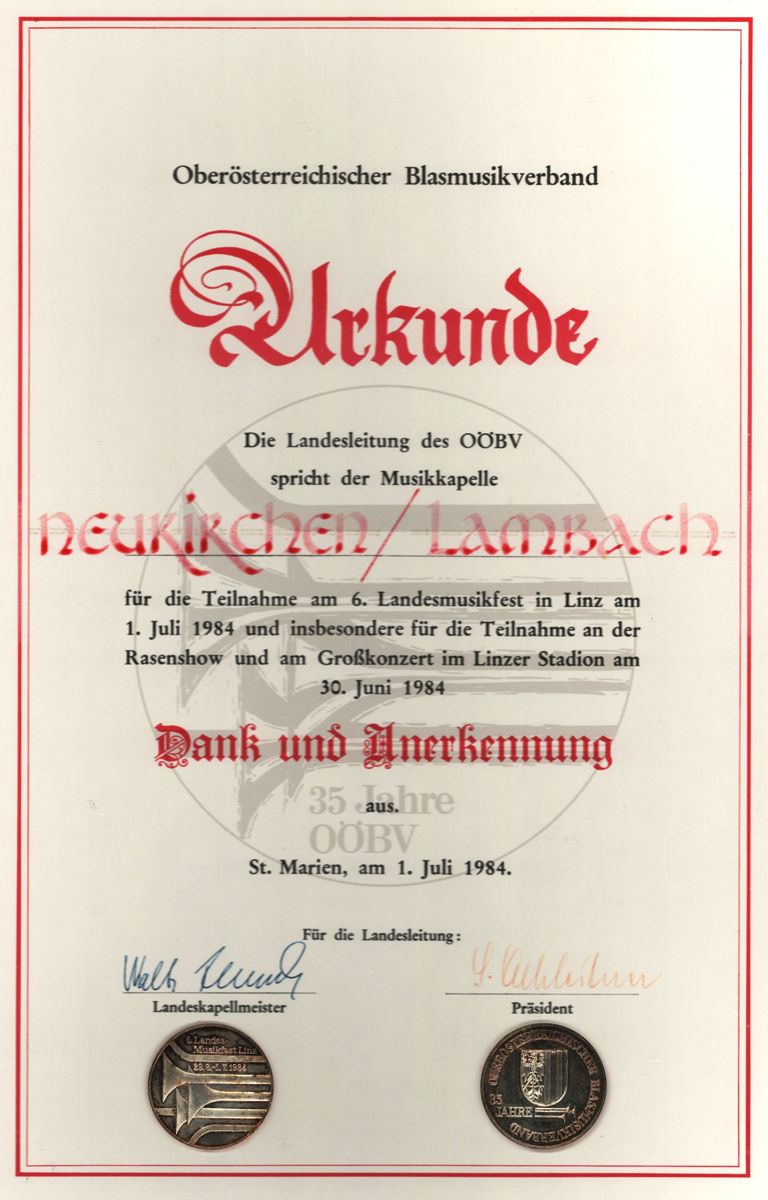 Oberösterreichischer Blasmusikverband
Urkunde
Die Landesleitung des OÖBV
spricht der Musikkapelle
NEUKIRCHEN / LAMBACH
für die Teilnahme am 6. Landesmusikfest in Linz am
1. Juli 1984 und insbesondere für die Teilnahme an der
Rasenshow und am Großkonzert im Linzer Stadion am
30. Juni 1984
Dank und Anerkennung
35 Jahre
aus.
OÖBV
St. Marien, am 1. Juli 1984.
Für die Landesleitung:
Landeskapellmeister
Präsident
6. Landes-
Musikfest Linz
OBERÖSTERREICHISCHER BLASMUSIKVERBAND
35
JAHRE